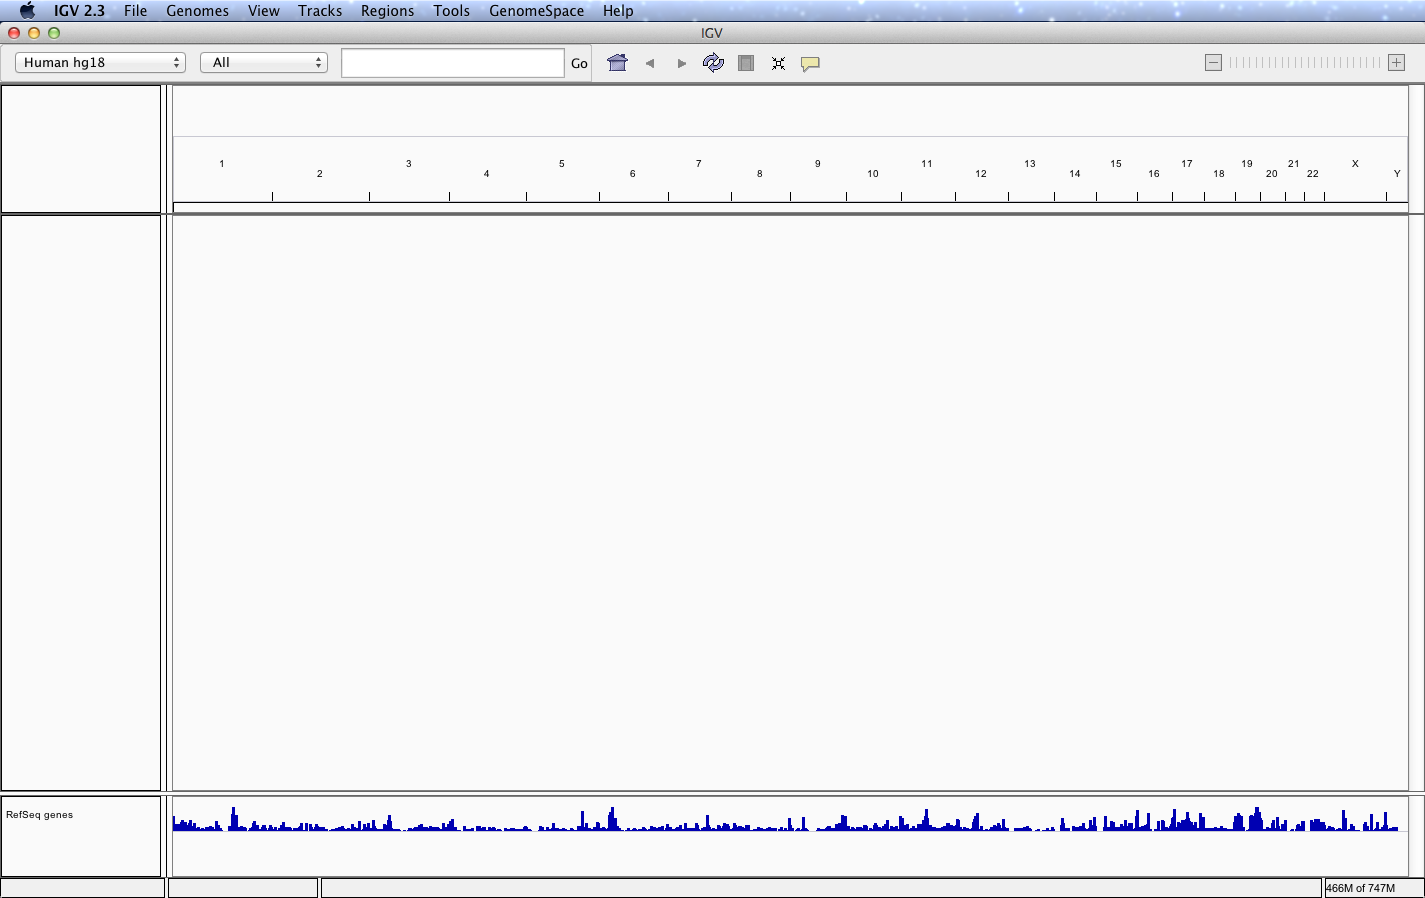 IGV 2.3 File Genomes View Tracks Regions Tools GenomeSpace Help
IGV
Human hg18 All Go
1 3 5 7 9 11 13 15 17 19 21 X
2 4 6 8 10 12 14 16 18 20 22 Y
RefSeq genes
466M of 747M